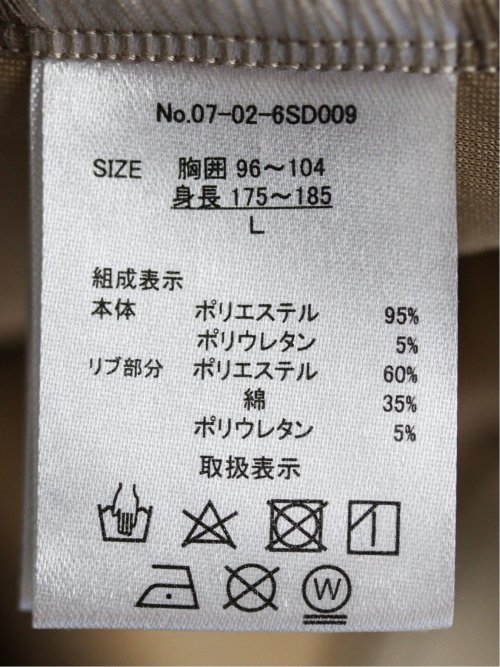 No.07-02-6SD009
SIZE 胸囲 96～104
身長 175～185
L
組成表示
本体 ポリエステル 95%
ポリウレタン 5%
リブ部分 ポリエステル 60%
綿 35%
ポリウレタン 5%
取扱表示
W